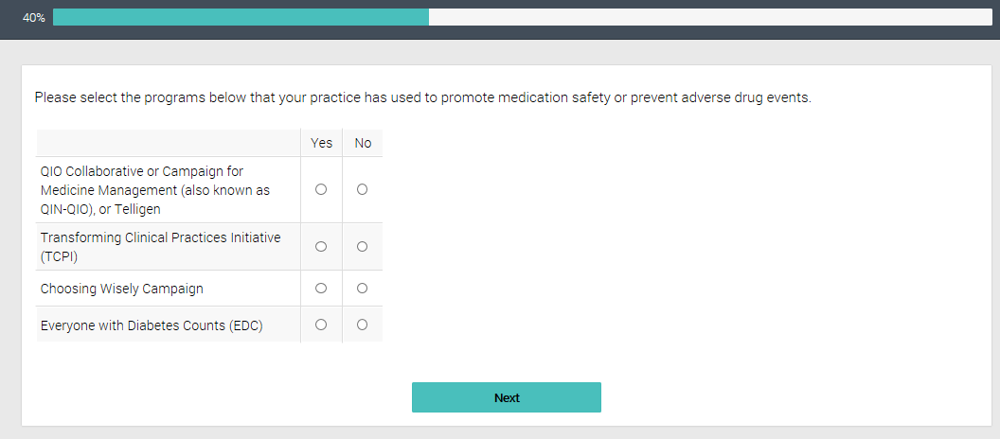 40%
Please select the programs below that your practice has used to promote medication safety or prevent adverse drug events.
Yes No
QIO Collaborative or Campaign for
Medicine Management (also known as
QIN-QIO), or Telligen
Transforming Clinical Practices Initiative
(TCPI)
Choosing Wisely Campaign
Everyone with Diabetes Counts (EDC)
Next